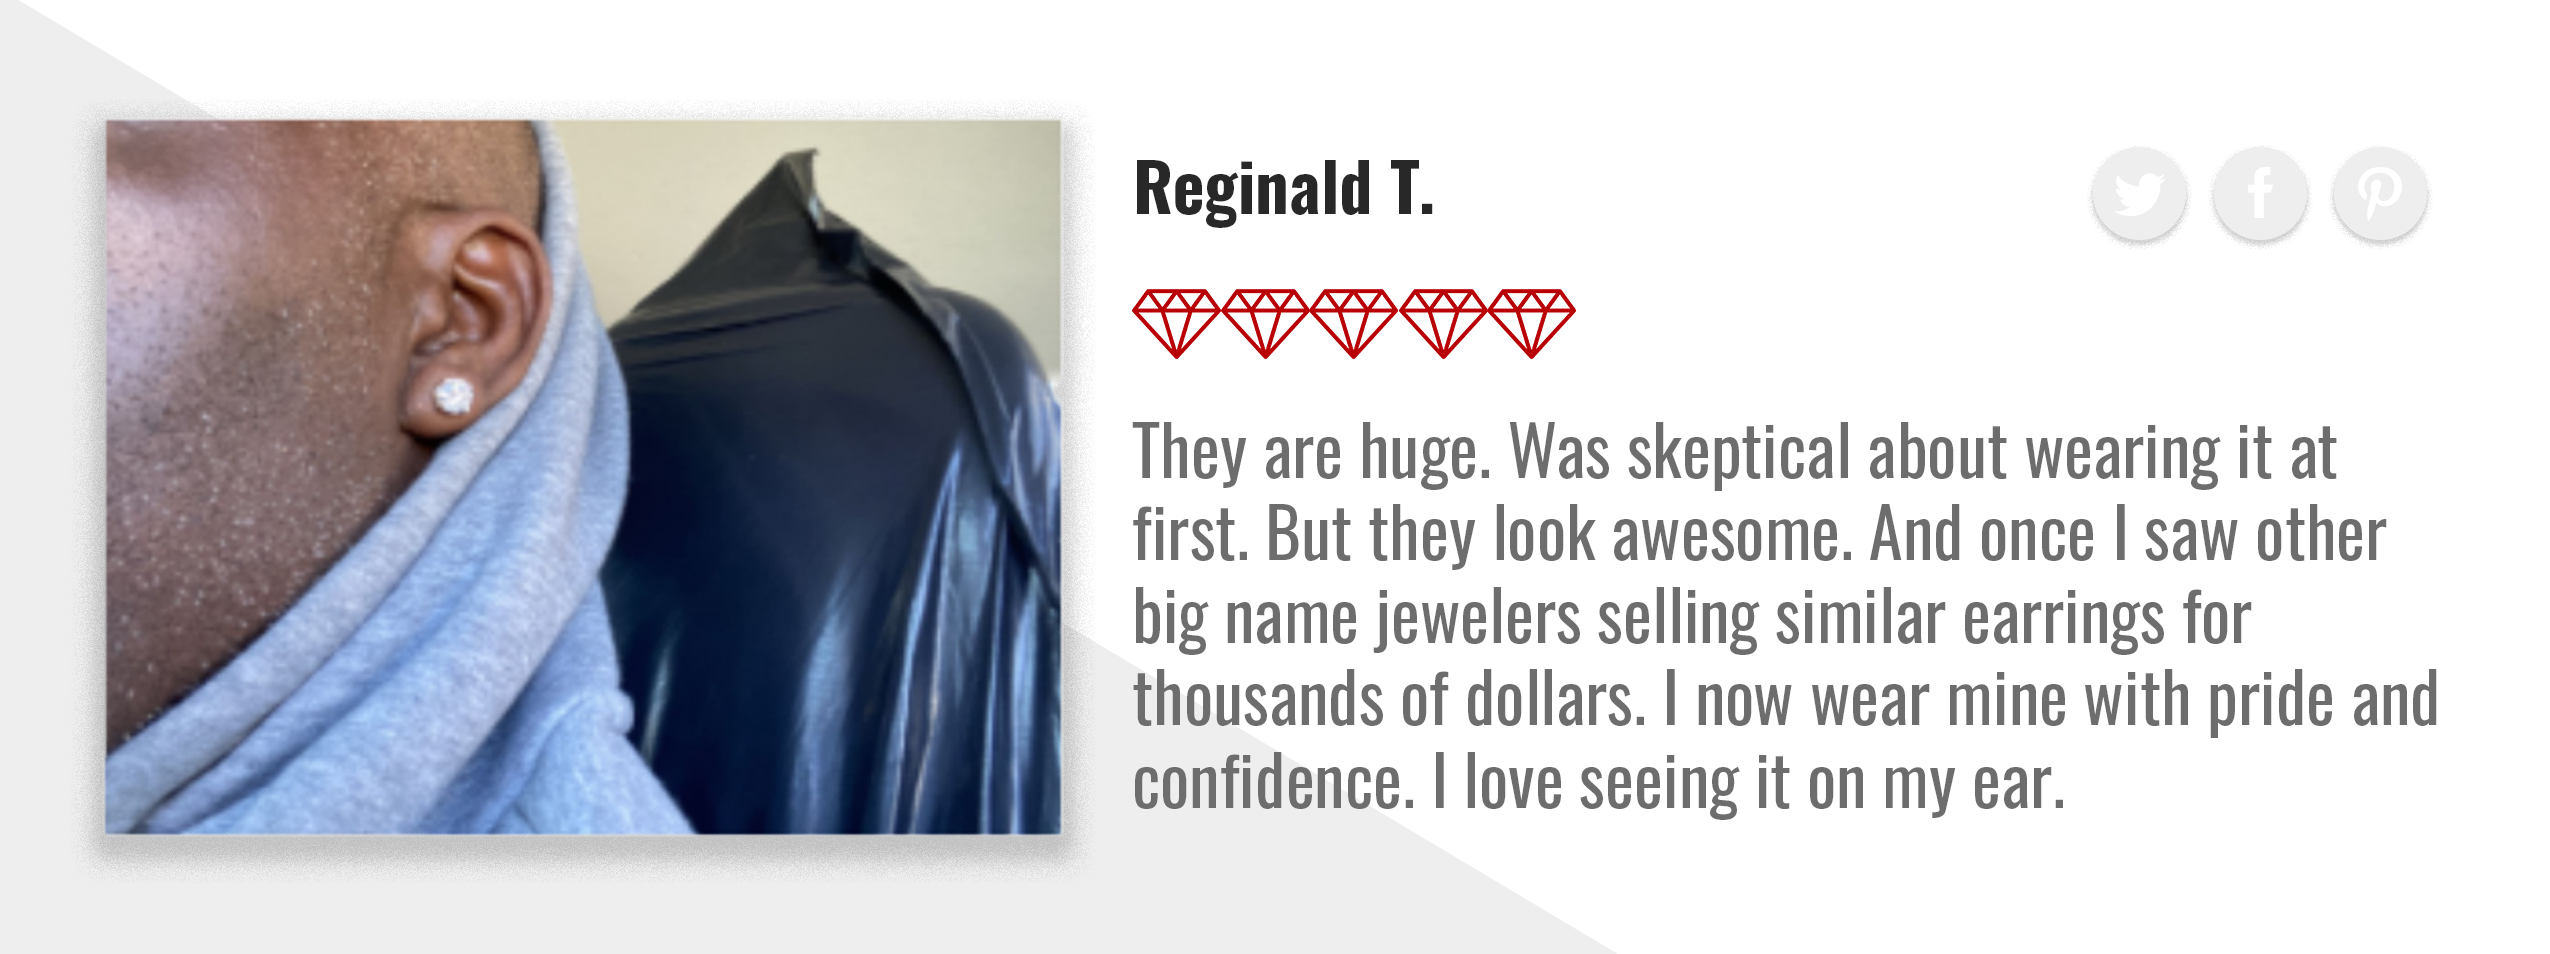 Reginald T.
They are huge. Was skeptical about wearing it at
first. But they look awesome. And once I saw other
big name jewelers selling similar earrings for
thousands of dollars. I now wear mine with pride and
confidence. I love seeing it on my ear.